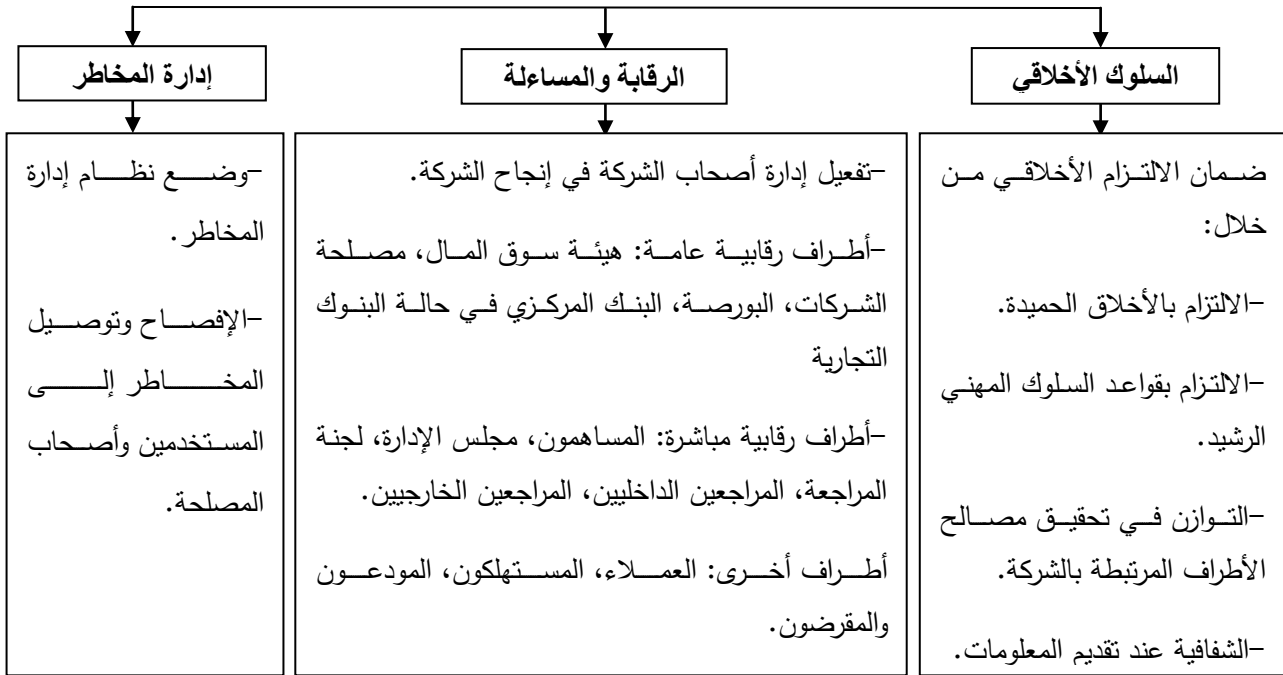 السلوك الأخلاقي
ضمان الالتزام الأخلاقي من
خلال:
-الالتزام بالأخلاق الحميدة.
-الالتزام بقواعد السلوك المهني
الرشيد.
-التوازن في تحقيق مصالح
الأطراف المرتبطة بالشركة.
-الشفافية عند تقديم المعلومات.
الرقابة والمساءلة
-تفعيل إدارة أصحاب الشركة في إنجاح الشركة.
-أطراف رقابية عامة: هيئة سوق المال، مصلحة
الشركات، البورصة، البنك المركزي في حالة البنوك
التجارية
-أطراف رقابية مباشرة: المساهمون، مجلس الإدارة، لجنة
المراجعة، المراجعين الداخليين، المراجعين الخارجيين.
أطراف أخرى: العملاء، المستهلكون، المودعون
والمقرضون.
إدارة المخاطر
-وضع نظام إدارة
المخاطر.
-الإفصاح وتوصيل
المخاطر إلى
المستخدمين وأصحاب
المصلحة.